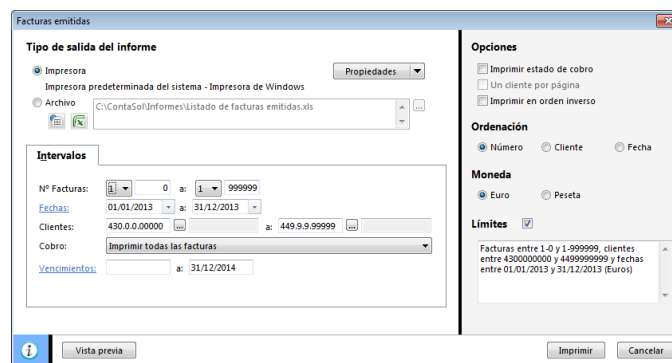 Facturas emitidas
Tipo de salida del informe
Impresora
Propiedades
Impresora predeterminada del sistema - Impresora de Windows
Archivo
C:\ContaSol\Informes\Listado de facturas emitidas.xls
...
Intervalos
Nº Facturas: 1 0 a: 1 999999
Fechas: 01/01/2013 a: 31/12/2013
Clientes: 430.0.0.00000 ... a: 449.9.9.99999 ...
Cobro: Imprimir todas las facturas
Vencimientos: a: 31/12/2014
Opciones
Imprimir estado de cobro
Un cliente por página
Imprimir en orden inverso
Ordenación
Número Cliente Fecha
Moneda
Euro Peseta
Límites
Facturas entre 1-0 y 1-999999, clientes
entre 4300000000 y 4499999999 y fechas
entre 01/01/2013 y 31/12/2013 (Euros)
Vista previa
Imprimir
Cancelar